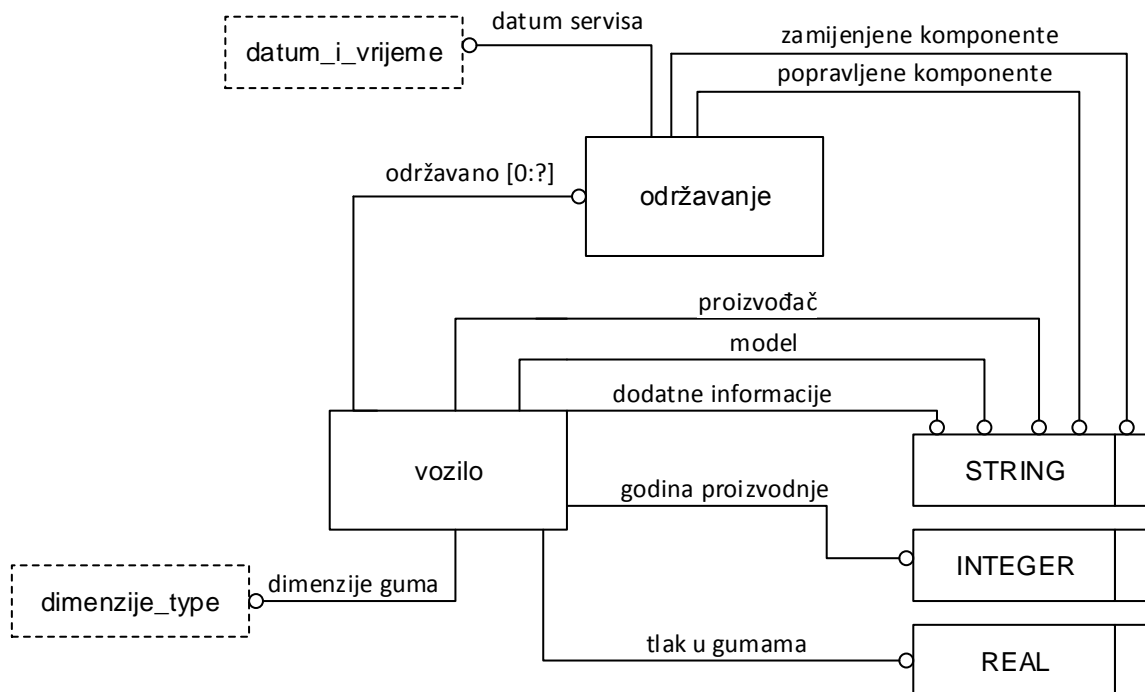 datum servisa
zamijenjene komponente
datum_i_vrijeme
popravljene komponente
održavano [0:?]
održavanje
proizvođač
model
dodatne informacije
vozilo
STRING
godina proizvodnje
INTEGER
dimenzije guma
dimenzije_type
tlak u gumama
REAL